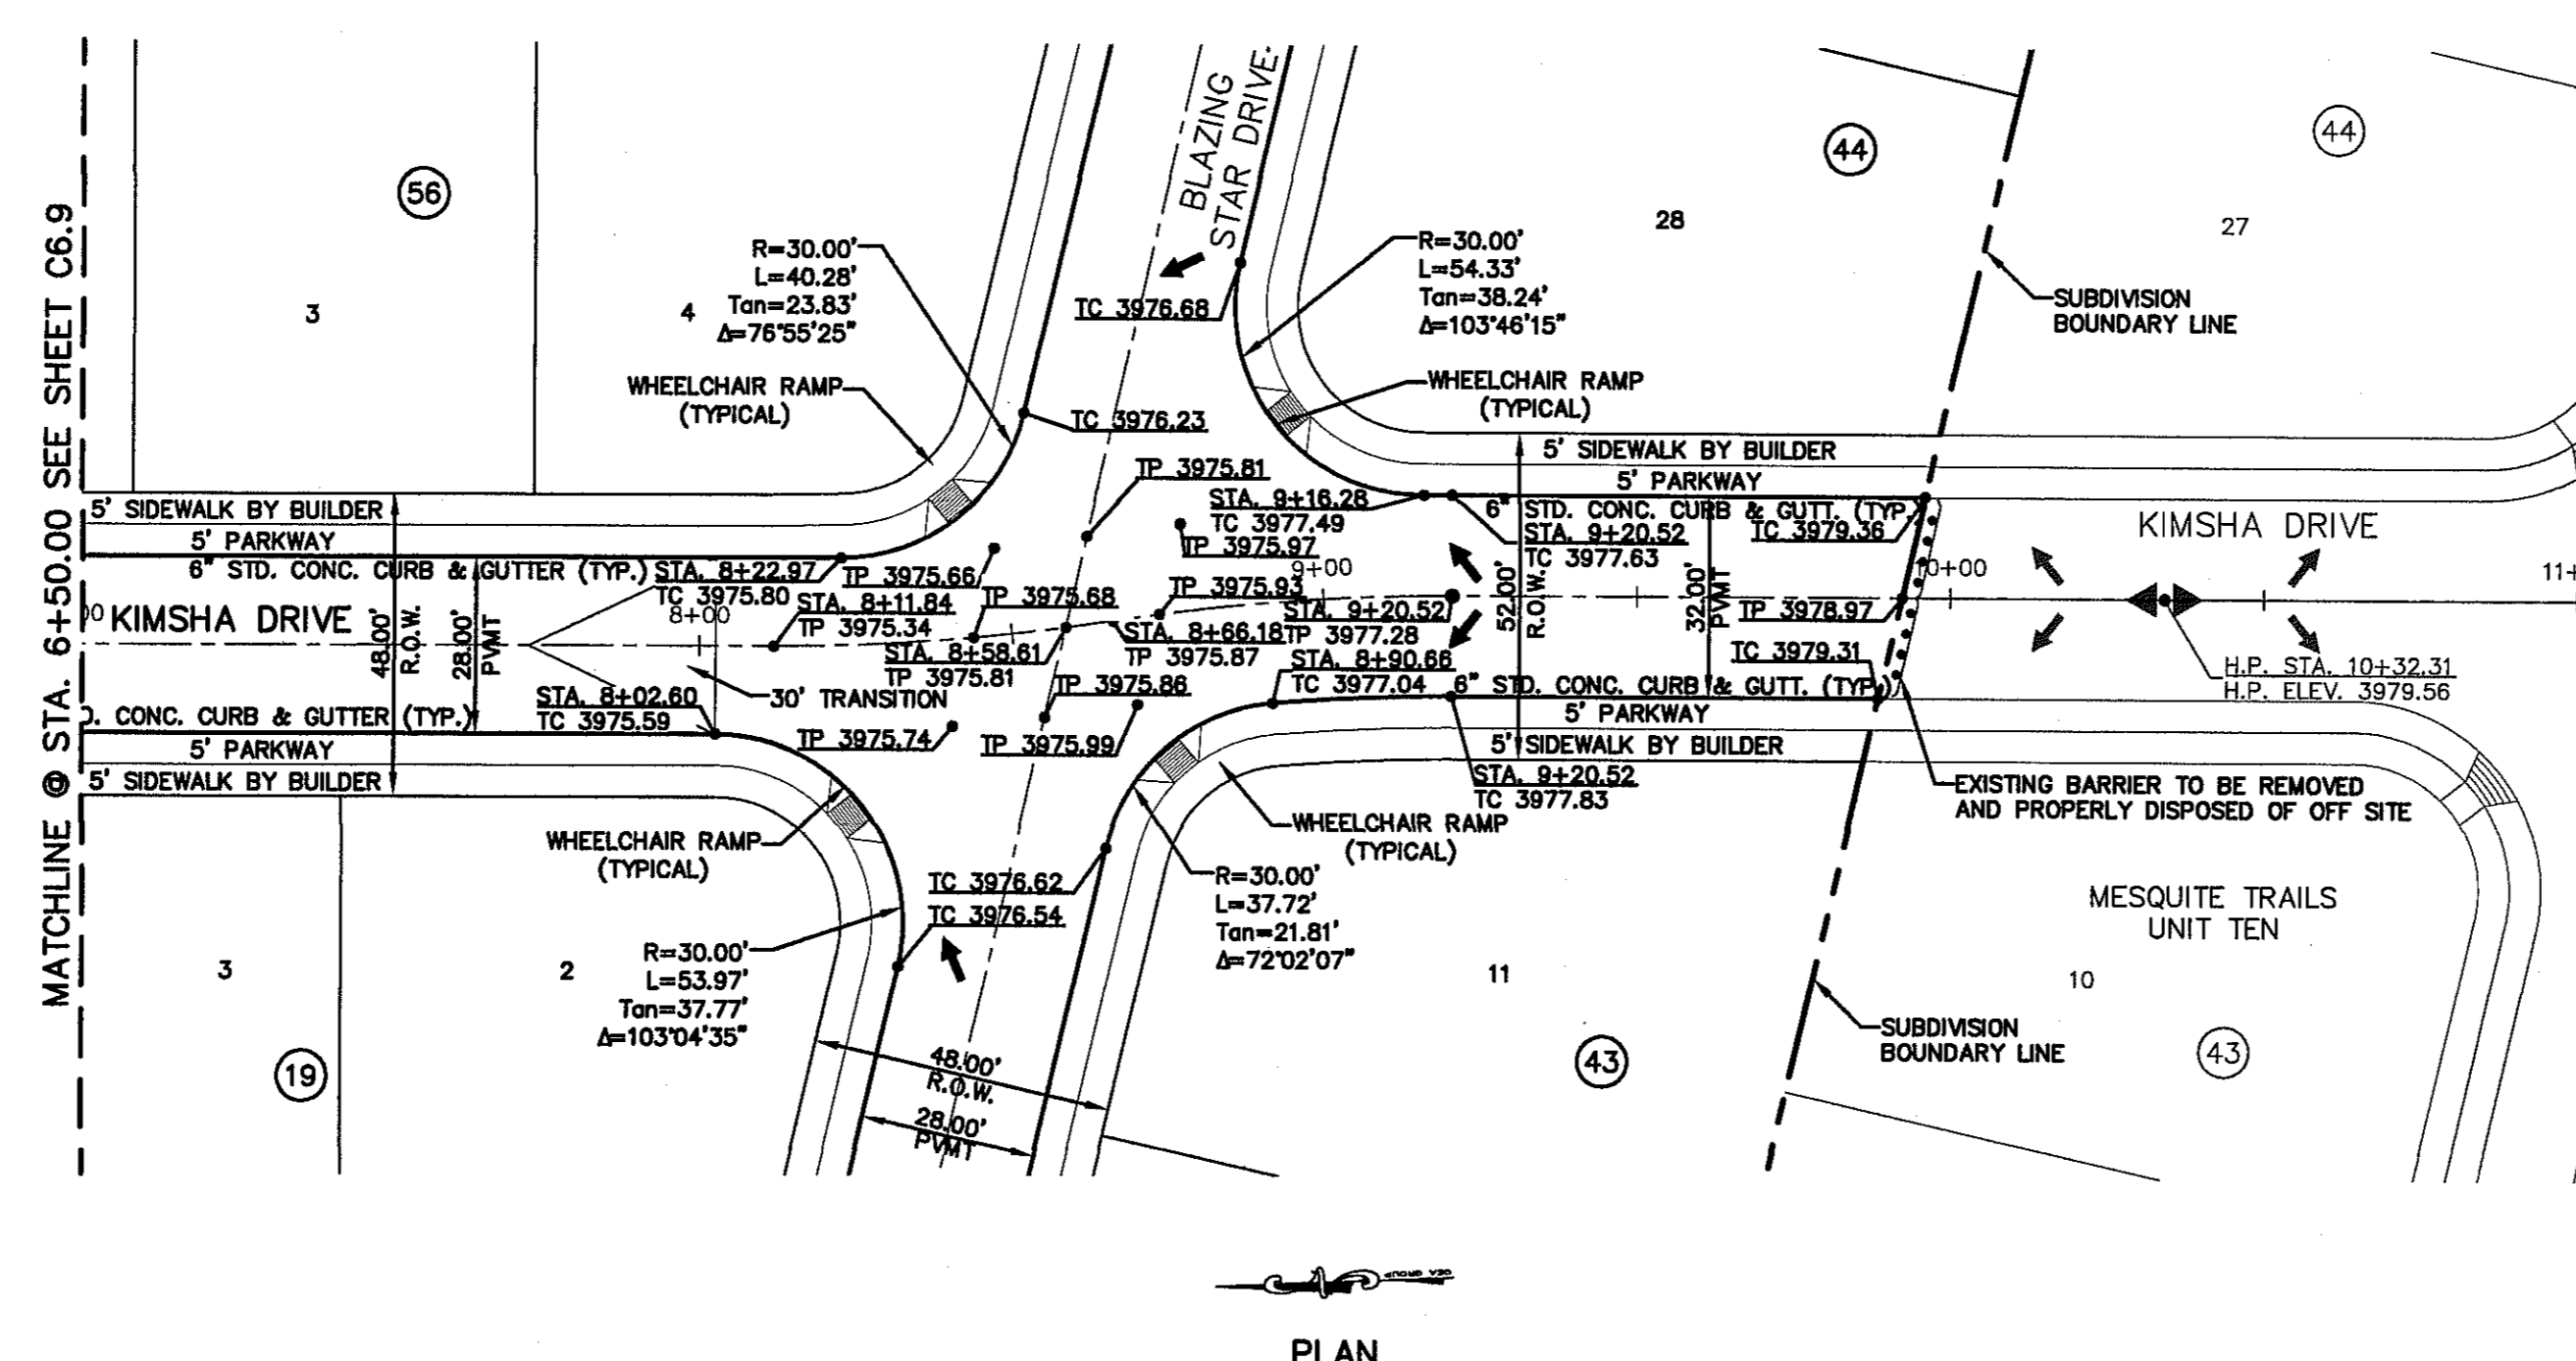 MATCHLINE @ STA. 6+50.00 SEE SHEET C6.9
56
3
4
R=30.00'
L=40.28'
Tan=23.83'
Δ=76°55'25"
WHEELCHAIR RAMP
(TYPICAL)
BLAZING
STAR DRIVE
TC 3976.68
TC 3976.23
R=30.00'
L=54.33'
Tan=38.24'
Δ=103°46'15"
WHEELCHAIR RAMP
(TYPICAL)
28
44
44
27
SUBDIVISION
BOUNDARY LINE
5' SIDEWALK BY BUILDER
5' PARKWAY
6" STD. CONC. CURB & GUTTER (TYP.)
KIMSHA DRIVE
48.00'
R.O.W.
28.00'
PVMT
STA. 8+22.97
TC 3975.80
8+00
TP 3975.66
STA. 8+11.84
TP 3975.34
TP 3975.81
TP 3975.68
STA. 8+58.61
TP 3975.81
STA. 9+16.28
TC 3977.49
TP 3975.97
9+00
TP 3975.93
STA. 8+66.18
TP 3975.87
STA. 9+20.52
TP 3977.28
STA. 8+90.66
TC 3977.04
5' SIDEWALK BY BUILDER
5' PARKWAY
6" STD. CONC. CURB & GUTT. (TYP.)
STA. 9+20.52
TC 3977.63
TC 3979.36
52.00'
R.O.W.
32.00'
PVMT
TP 3978.97
TC 3979.31
10+00
KIMSHA DRIVE
11+
H.P. STA. 10+32.31
H.P. ELEV. 3979.56
30' TRANSITION
STA. 8+02.60
TC 3975.59
. CONC. CURB & GUTTER (TYP.)
5' PARKWAY
5' SIDEWALK BY BUILDER
TP 3975.74
TP 3975.86
TP 3975.99
6" STD. CONC. CURB & GUTT. (TYP.)
5' PARKWAY
5' SIDEWALK BY BUILDER
STA. 9+20.52
TC 3977.83
EXISTING BARRIER TO BE REMOVED
AND PROPERLY DISPOSED OF OFF SITE
WHEELCHAIR RAMP
(TYPICAL)
WHEELCHAIR RAMP
(TYPICAL)
TC 3976.62
TC 3976.54
R=30.00'
L=53.97'
Tan=37.77'
Δ=103°04'35"
R=30.00'
L=37.72'
Tan=21.81'
Δ=72°02'07"
3
2
19
48.00'
R.O.W.
28.00'
PVMT
11
43
MESQUITE TRAILS
UNIT TEN
10
SUBDIVISION
BOUNDARY LINE
43
PLAN